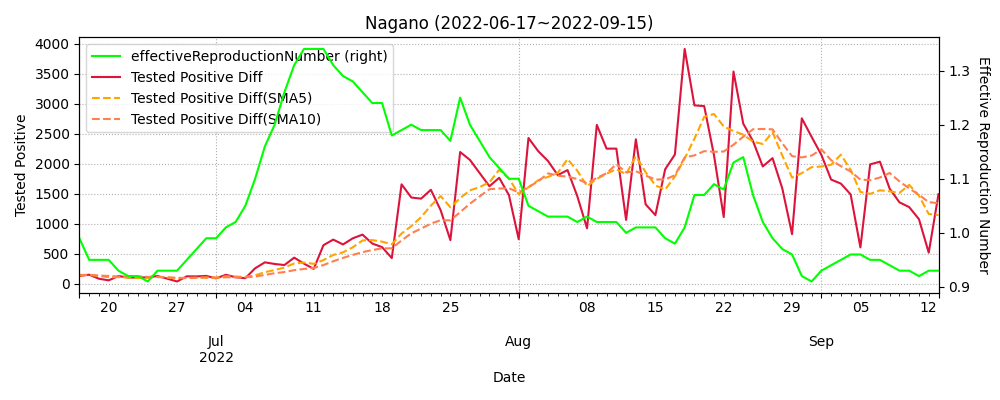 Nagano (2022-06-17~2022-09-15)
effectiveReproductionNumber (right)
Tested Positive Diff
Tested Positive Diff(SMA5)
Tested Positive Diff(SMA10)
Tested Positive
4000
3500
3000
2500
2000
1500
1000
500
0
Effective Reproduction Number
1.3
1.2
1.1
1.0
0.9
20 27 04 11 18 25 08 15 22 29 05 12
Jul Aug Sep
2022
Date